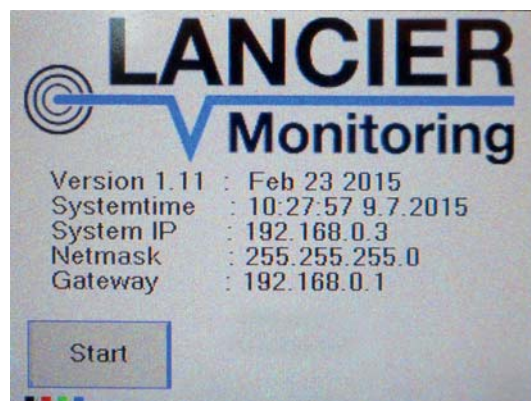 LANCIER
Monitoring
Version 1.11 : Feb 23 2015
Systemtime : 10:27:57 9.7.2015
System IP : 192.168.0.3
Netmask : 255.255.255.0
Gateway : 192.168.0.1
Start